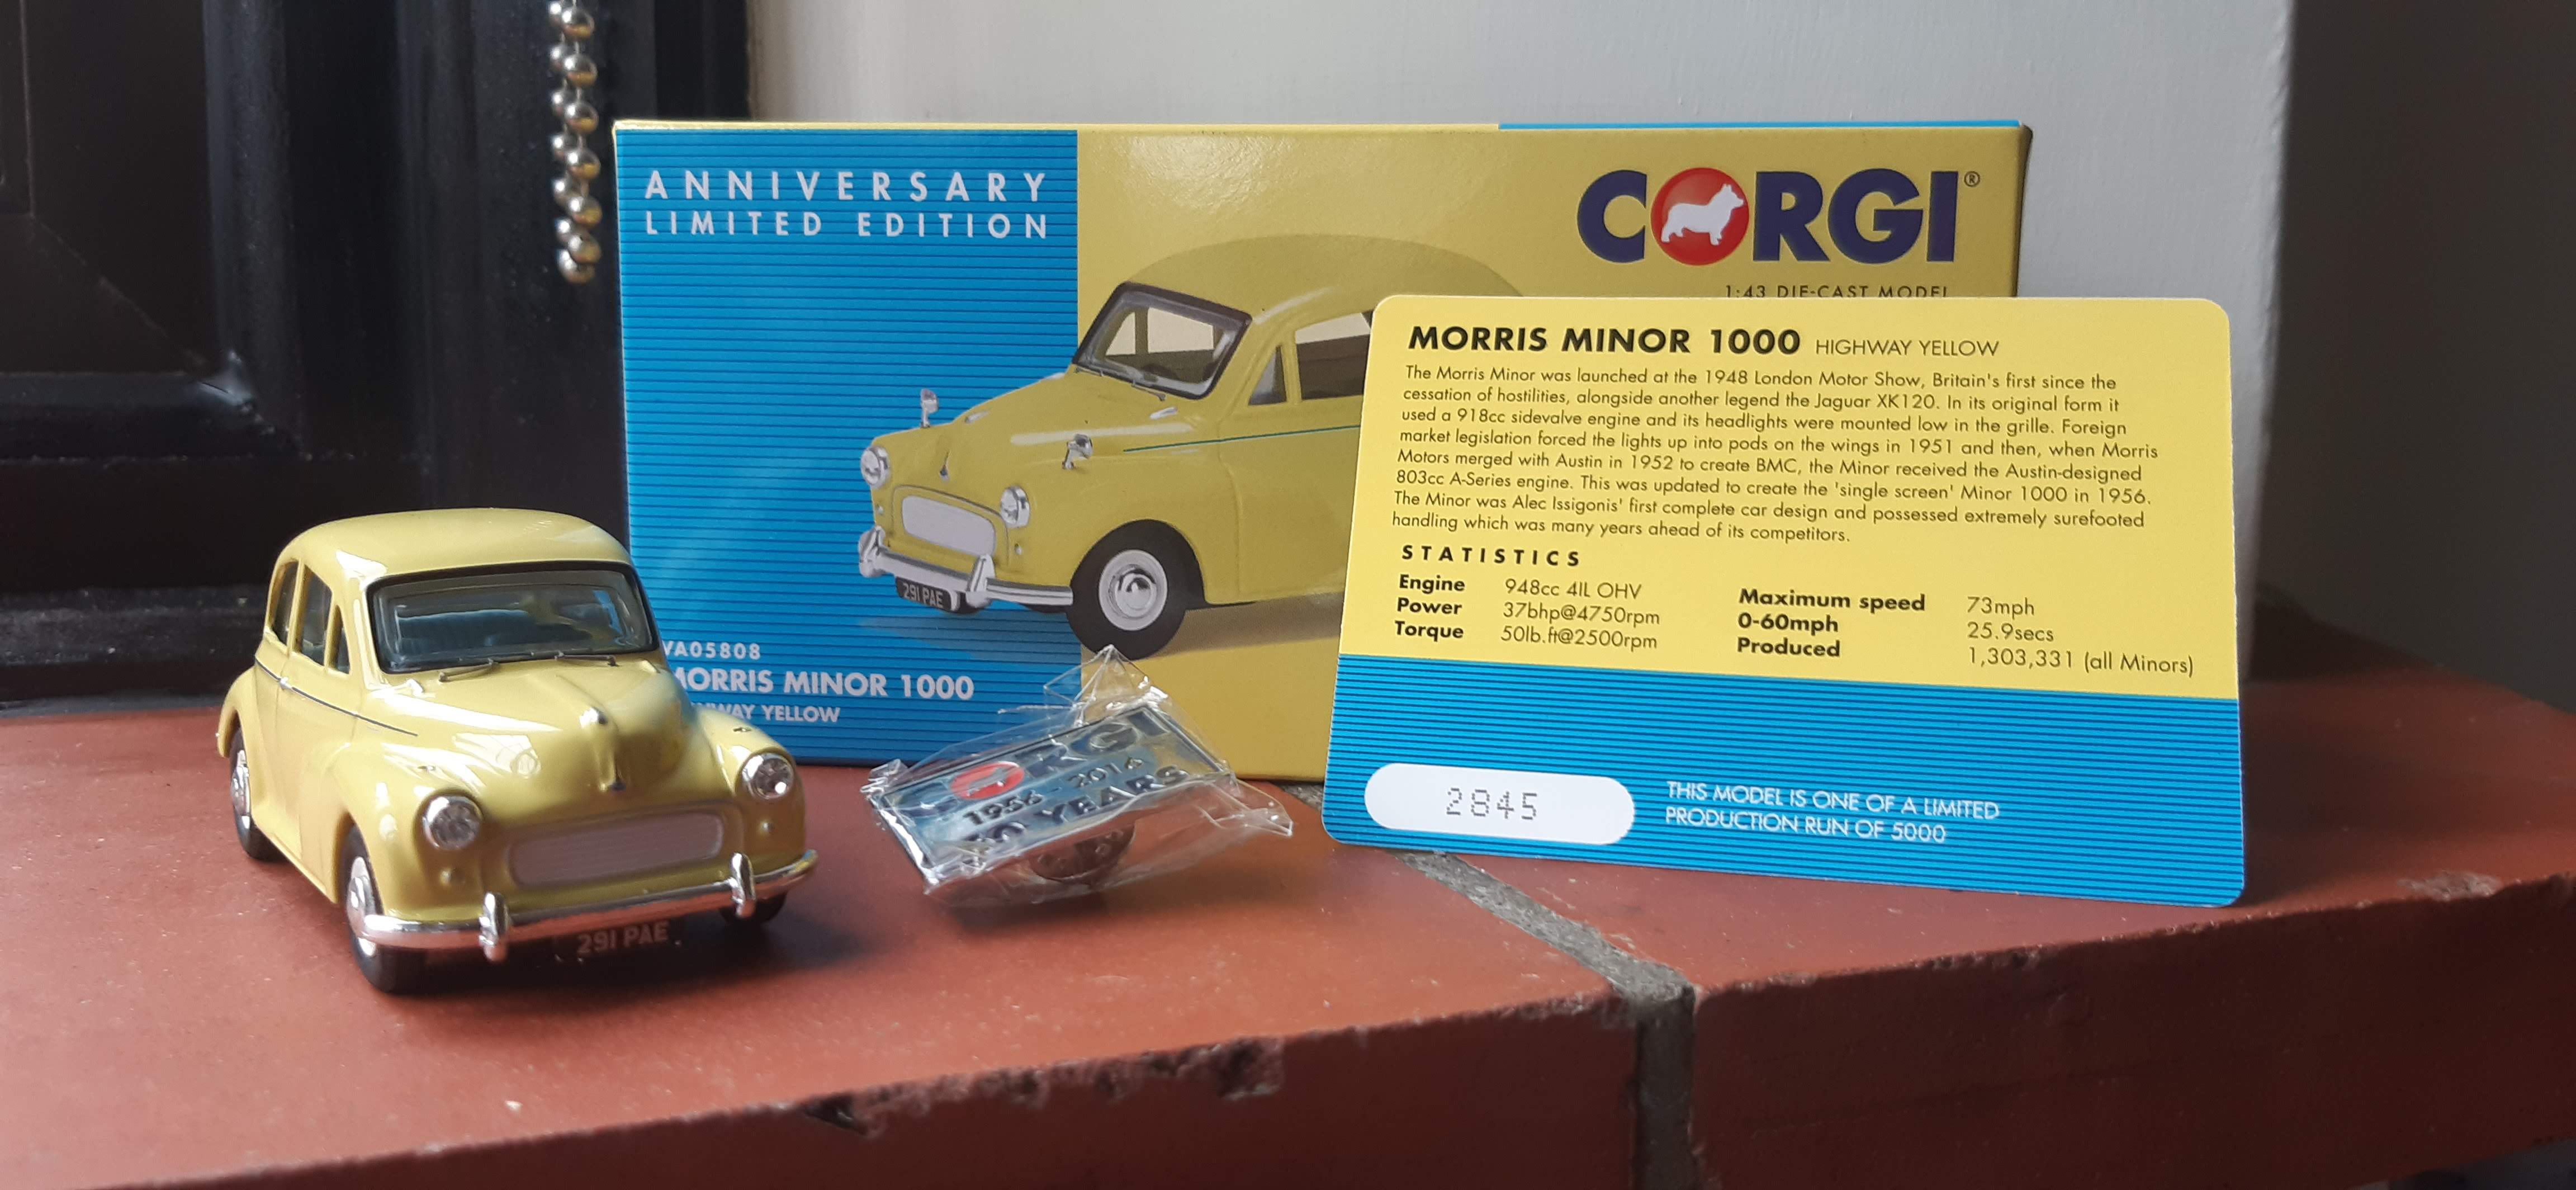 ANNIVERSARY
LIMITED EDITION
CORGI®
1:43 DIE-CAST MODEL
291 PAE
VA05808
MORRIS MINOR 1000
YELLOW
291 PAE
CORGI
1956 - 2016
YEARS
MORRIS MINOR 1000 HIGHWAY YELLOW
The Morris Minor was launched at the 1948 London Motor Show, Britain's first since the
cessation of hostilities, alongside another legend the Jaguar XK120. In its original form it
used a 918cc sidevalve engine and its headlights were mounted low in the grille. Foreign
market legislation forced the lights up into pods on the wings in 1951 and then, when Morris
Motors merged with Austin in 1952 to create BMC, the Minor received the Austin-designed
803cc A-Series engine. This was updated to create the 'single screen' Minor 1000 in 1956.
The Minor was Alec Issigonis' first complete car design and possessed extremely surefooted
handling which was many years ahead of its competitors.
STATISTICS
Engine 948cc 4IL OHV
Power 37bhp@4750rpm
Torque 50lb.ft@2500rpm
Maximum speed 73mph
0-60mph 25.9secs
Produced 1,303,331 (all Minors)
2845
THIS MODEL IS ONE OF A LIMITED
PRODUCTION RUN OF 5000